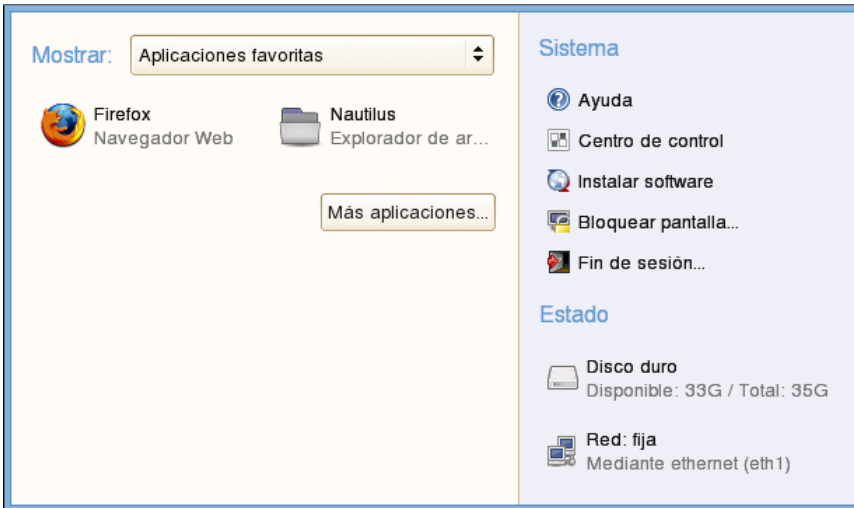 Mostrar: Aplicaciones favoritas
Firefox
Navegador Web
Nautilus
Explorador de ar...
Más aplicaciones...
Sistema
Ayuda
Centro de control
Instalar software
Bloquear pantalla...
Fin de sesión...
Estado
Disco duro
Disponible: 33G / Total: 35G
Red: fija
Mediante ethernet (eth1)